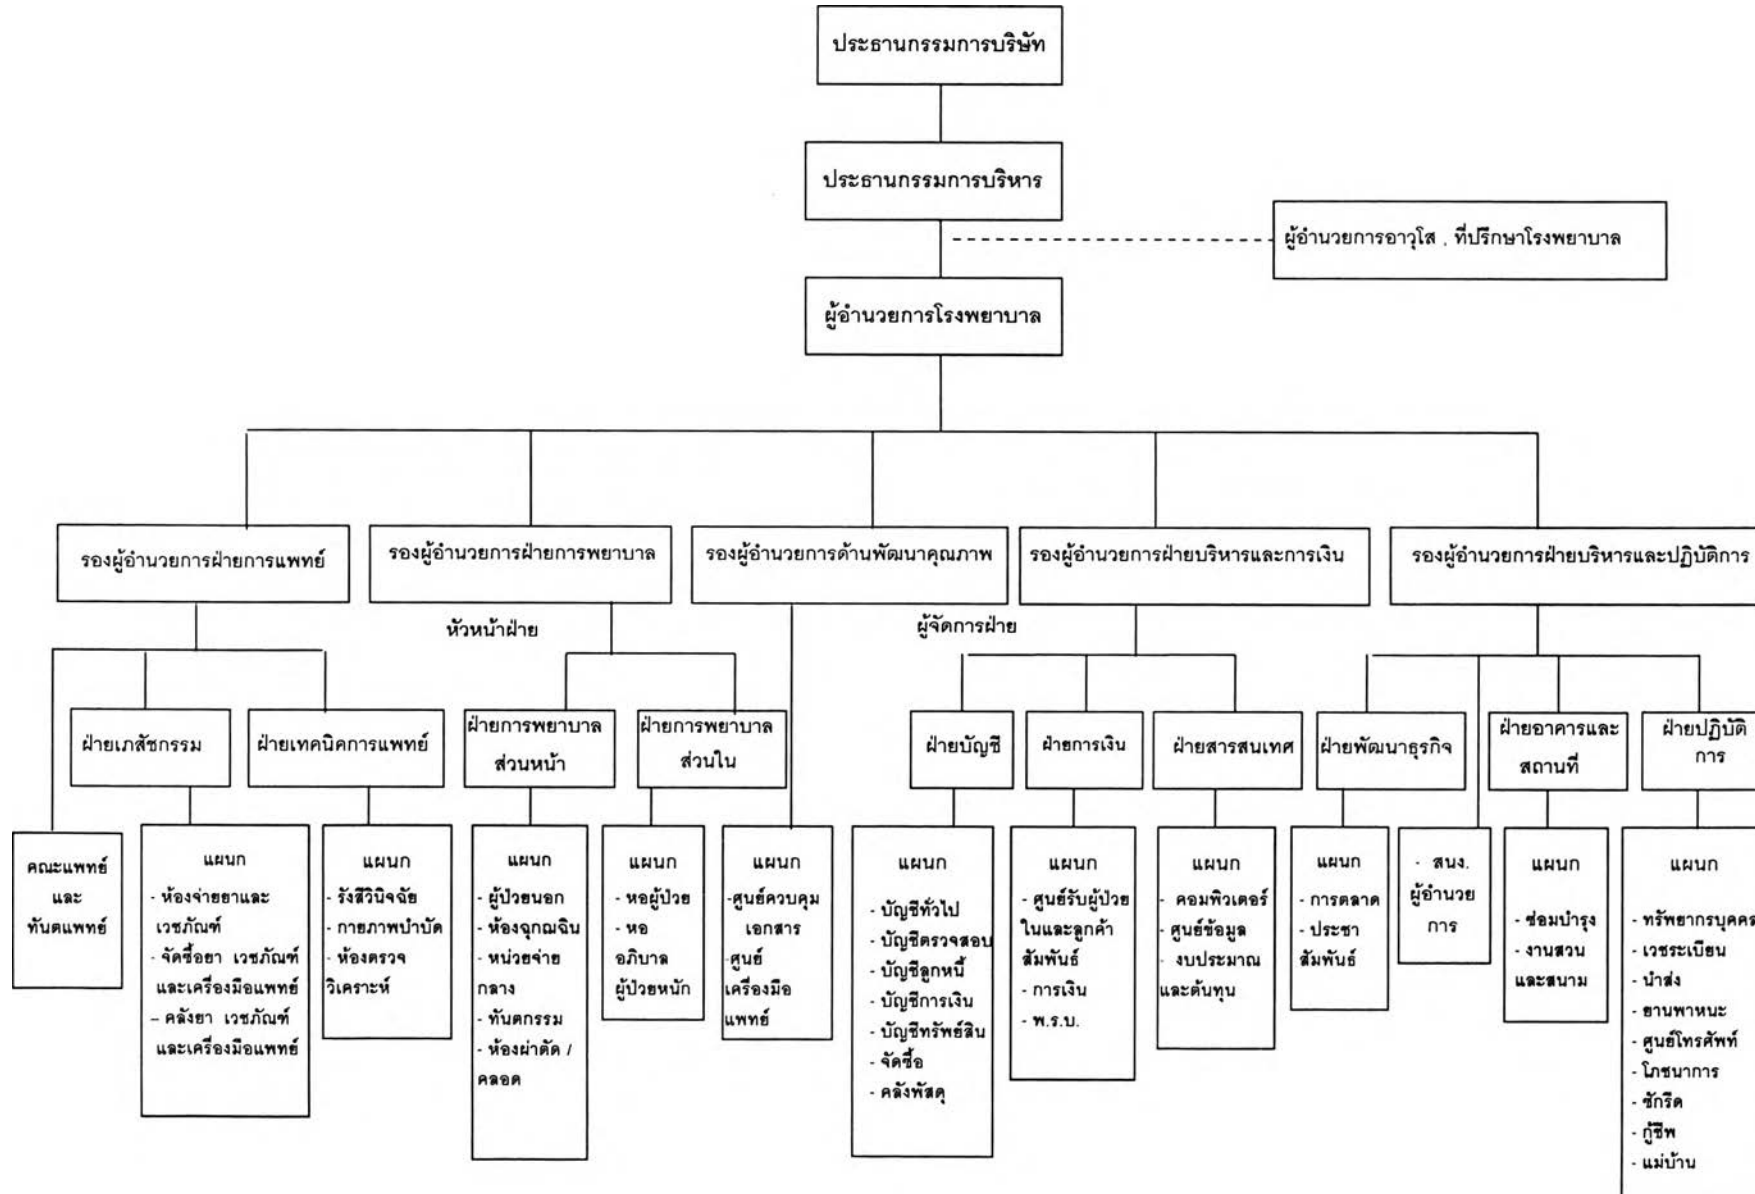 ประธานกรรมการบริษัท
ประธานกรรมการบริหาร
ผู้อำนวยการอาวุโส , ที่ปรึกษาโรงพยาบาล
ผู้อำนวยการโรงพยาบาล
รองผู้อำนวยการฝ่ายการแพทย์
รองผู้อำนวยการฝ่ายการพยาบาล
รองผู้อำนวยการด้านพัฒนาคุณภาพ
รองผู้อำนวยการฝ่ายบริหารและการเงิน
รองผู้อำนวยการฝ่ายบริหารและปฏิบัติการ
หัวหน้าฝ่าย
ผู้จัดการฝ่าย
ฝ่ายเภสัชกรรม
ฝ่ายเทคนิคการแพทย์
ฝ่ายการพยาบาล
ส่วนหน้า
ฝ่ายการพยาบาล
ส่วนใน
ฝ่ายบัญชี
ฝ่ายการเงิน
ฝ่ายสารสนเทศ
ฝ่ายพัฒนาธุรกิจ
ฝ่ายอาคารและ
สถานที่
ฝ่ายปฏิบัติ
การ
คณะแพทย์
และ
ทันตแพทย์
แผนก
- ห้องจ่ายยาและ
เวชภัณฑ์
- จัดซื้อยา เวชภัณฑ์
และเครื่องมือแพทย์
– คลังยา เวชภัณฑ์
และเครื่องมือแพทย์
แผนก
- รังสีวินิจฉัย
- กายภาพบำบัด
- ห้องตรวจ
วิเคราะห์
แผนก
- ผู้ป่วยนอก
- ห้องฉุกเฉิน
- หน่วยจ่าย
กลาง
- ทันตกรรม
- ห้องผ่าตัด /
คลอด
แผนก
- หอผู้ป่วย
- หอ
อภิบาล
ผู้ป่วยหนัก
แผนก
-ศูนย์ควบคุม
เอกสาร
-ศูนย์
เครื่องมือ
แพทย์
แผนก
- บัญชีทั่วไป
- บัญชีตรวจสอบ
- บัญชีลูกหนี้
- บัญชีการเงิน
- บัญชีทรัพย์สิน
- จัดซื้อ
- คลังพัสดุ
แผนก
- ศูนย์รับผู้ป่วย
ในและลูกค้า
สัมพันธ์
- การเงิน
- พ.ร.บ.
แผนก
- คอมพิวเตอร์
- ศูนย์ข้อมูล
- งบประมาณ
และต้นทุน
แผนก
- การตลาด
- ประชา
สัมพันธ์
- สนง.
ผู้อำนวย
การ
แผนก
- ซ่อมบำรุง
- งานสวน
และสนาม
แผนก
- ทรัพยากรบุคคล
- เวชระเบียน
- นำส่ง
- ยานพาหนะ
- ศูนย์โทรศัพท์
- โภชนาการ
- ซักรีด
- กู้ชีพ
- แม่บ้าน